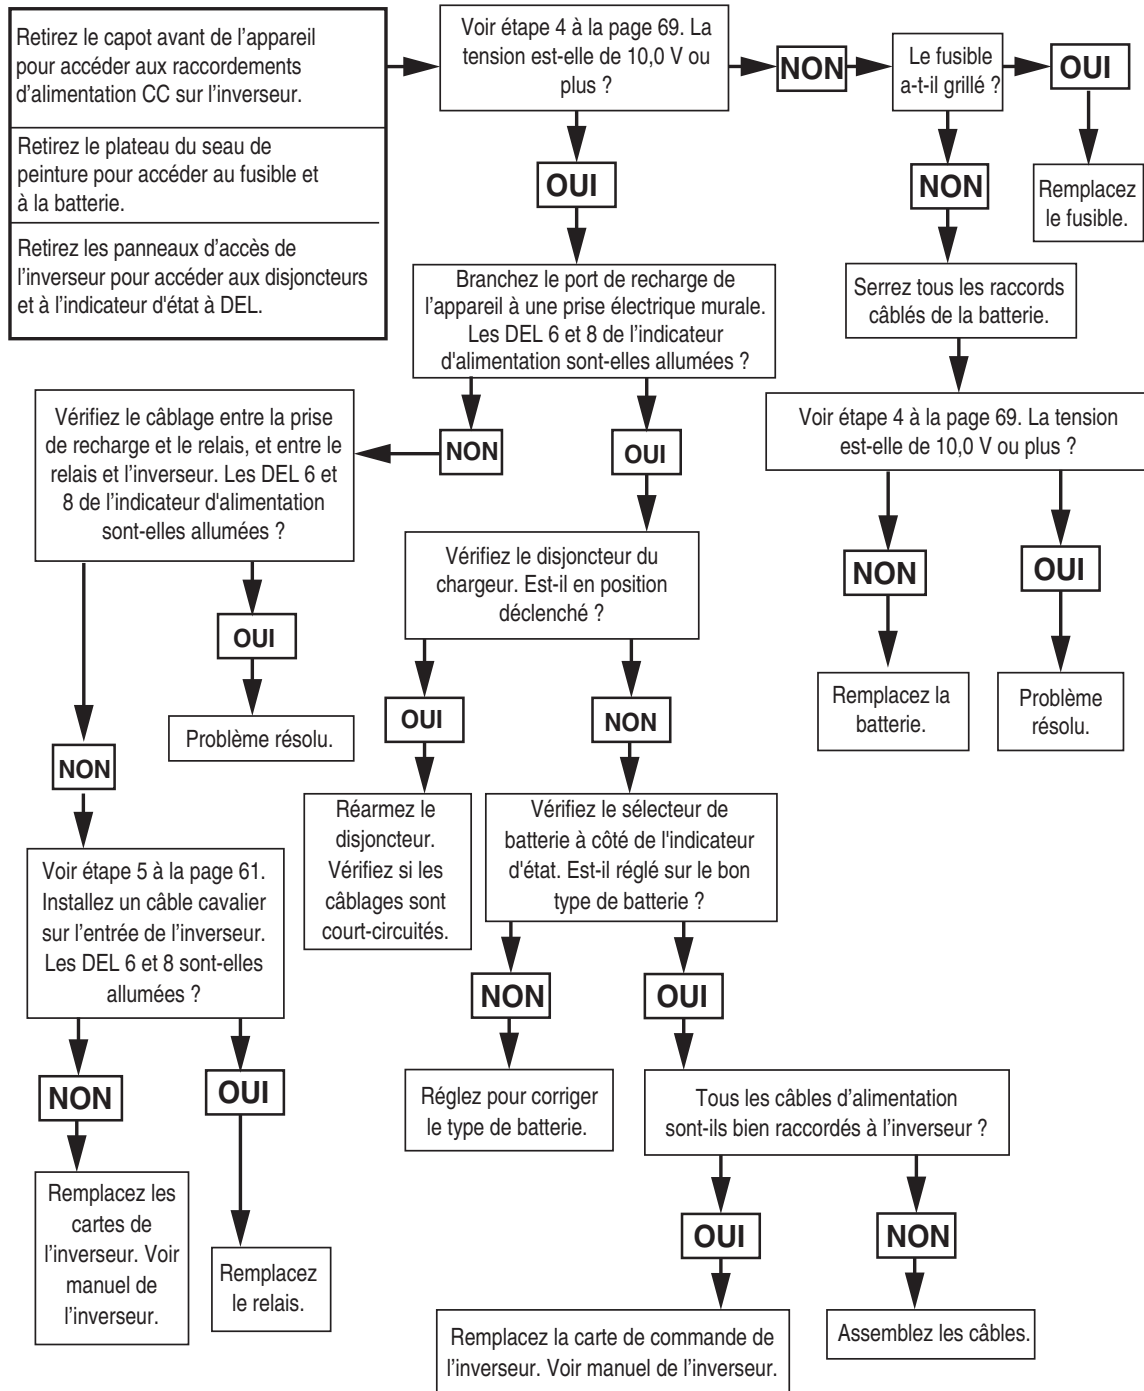 Retirez le capot avant de l’appareil
pour accéder aux raccordements
d’alimentation CC sur l’inverseur.
Retirez le plateau du seau de
peinture pour accéder au fusible et
à la batterie.
Retirez les panneaux d’accès de
l’inverseur pour accéder aux disjoncteurs
et à l’indicateur d'état à DEL.
Voir étape 4 à la page 69. La
tension est-elle de 10,0 V ou
plus ?
NON
Le fusible
a-t-il grillé ?
OUI
Remplacez
le fusible.
NON
Serrez tous les raccords
câblés de la batterie.
Voir étape 4 à la page 69. La tension
est-elle de 10,0 V ou plus ?
NON
OUI
Remplacez la
batterie.
Problème
résolu.
OUI
Branchez le port de recharge de
l’appareil à une prise électrique murale.
Les DEL 6 et 8 de l’indicateur
d'alimentation sont-elles allumées ?
NON
OUI
Vérifiez le câblage entre la prise
de recharge et le relais, et entre le
relais et l’inverseur. Les DEL 6 et
8 de l’indicateur d'alimentation
sont-elles allumées ?
OUI
Problème résolu.
NON
Voir étape 5 à la page 61.
Installez un câble cavalier
sur l’entrée de l’inverseur.
Les DEL 6 et 8 sont-elles
allumées ?
NON
OUI
Remplacez les
cartes de
l’inverseur. Voir
manuel de
l’inverseur.
Remplacez
le relais.
Vérifiez le disjoncteur du
chargeur. Est-il en position
déclenché ?
OUI
NON
Réarmez le
disjoncteur.
Vérifiez si les
câblages sont
court-circuités.
Vérifiez le sélecteur de
batterie à côté de l'indicateur
d'état. Est-il réglé sur le bon
type de batterie ?
NON
OUI
Réglez pour corriger
le type de batterie.
Tous les câbles d’alimentation
sont-ils bien raccordés à l’inverseur ?
OUI
NON
Remplacez la carte de commande de
l’inverseur. Voir manuel de l’inverseur.
Assemblez les câbles.